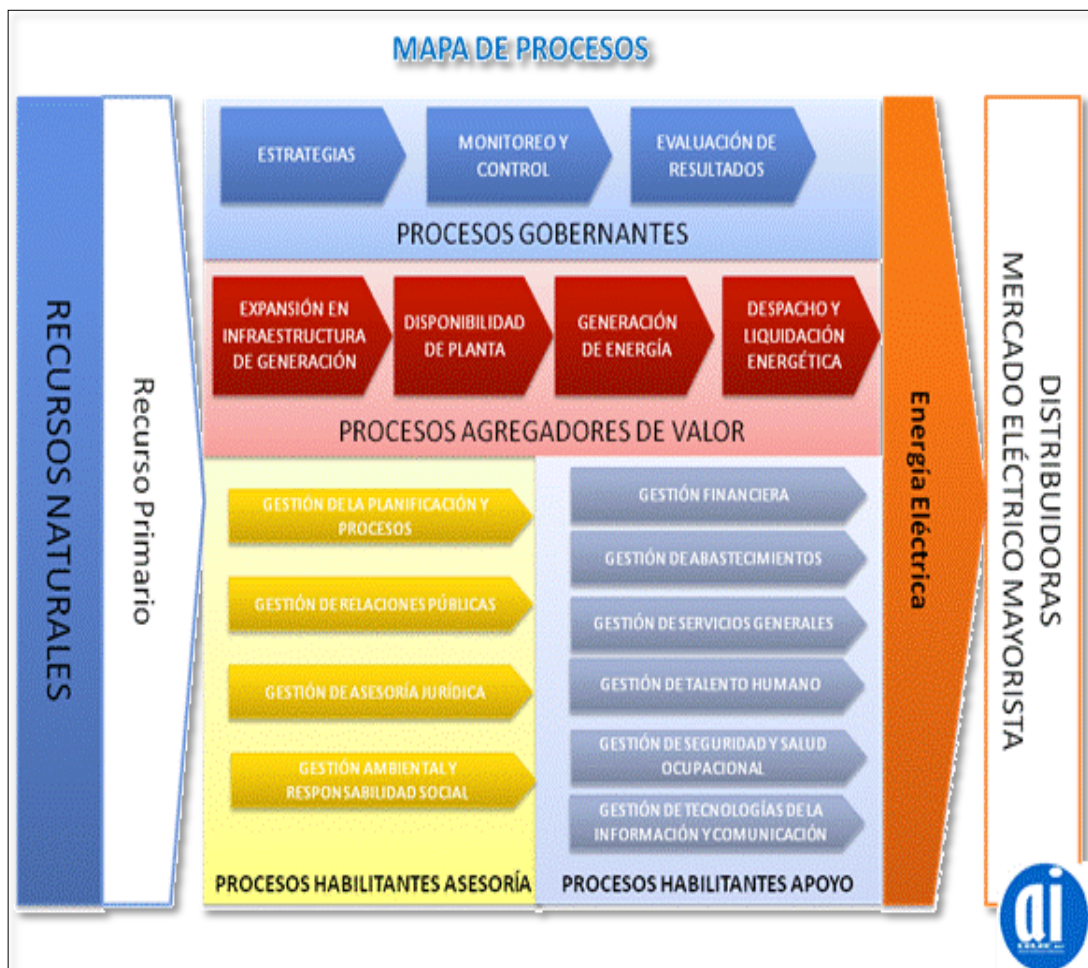 MAPA DE PROCESOS
RECURSOS NATURALES
Recurso Primario
ESTRATEGIAS
MONITOREO Y
CONTROL
EVALUACIÓN DE
RESULTADOS
PROCESOS GOBERNANTES
EXPANSIÓN EN
INFRAESTRUCTURA
DE GENERACIÓN
DISPONIBILIDAD
DE PLANTA
GENERACIÓN
DE ENERGÍA
DESPACHO Y
LIQUIDACIÓN
ENERGÉTICA
PROCESOS AGREGADORES DE VALOR
GESTIÓN DE LA PLANIFICACIÓN Y
PROCESOS
GESTIÓN DE RELACIONES PÚBLICAS
GESTIÓN DE ASESORÍA JURÍDICA
GESTIÓN AMBIENTAL Y
RESPONSABILIDAD SOCIAL
PROCESOS HABILITANTES ASESORÍA
GESTIÓN FINANCIERA
GESTIÓN DE ABASTECIMIENTOS
GESTIÓN DE SERVICIOS GENERALES
GESTIÓN DE TALENTO HUMANO
GESTIÓN DE SEGURIDAD Y SALUD
OCUPACIONAL
GESTIÓN DE TECNOLOGÍAS DE LA
INFORMACIÓN Y COMUNICACIÓN
PROCESOS HABILITANTES APOYO
Energía Eléctrica
DISTRIBUIDORAS
MERCADO ELÉCTRICO MAYORISTA
ai